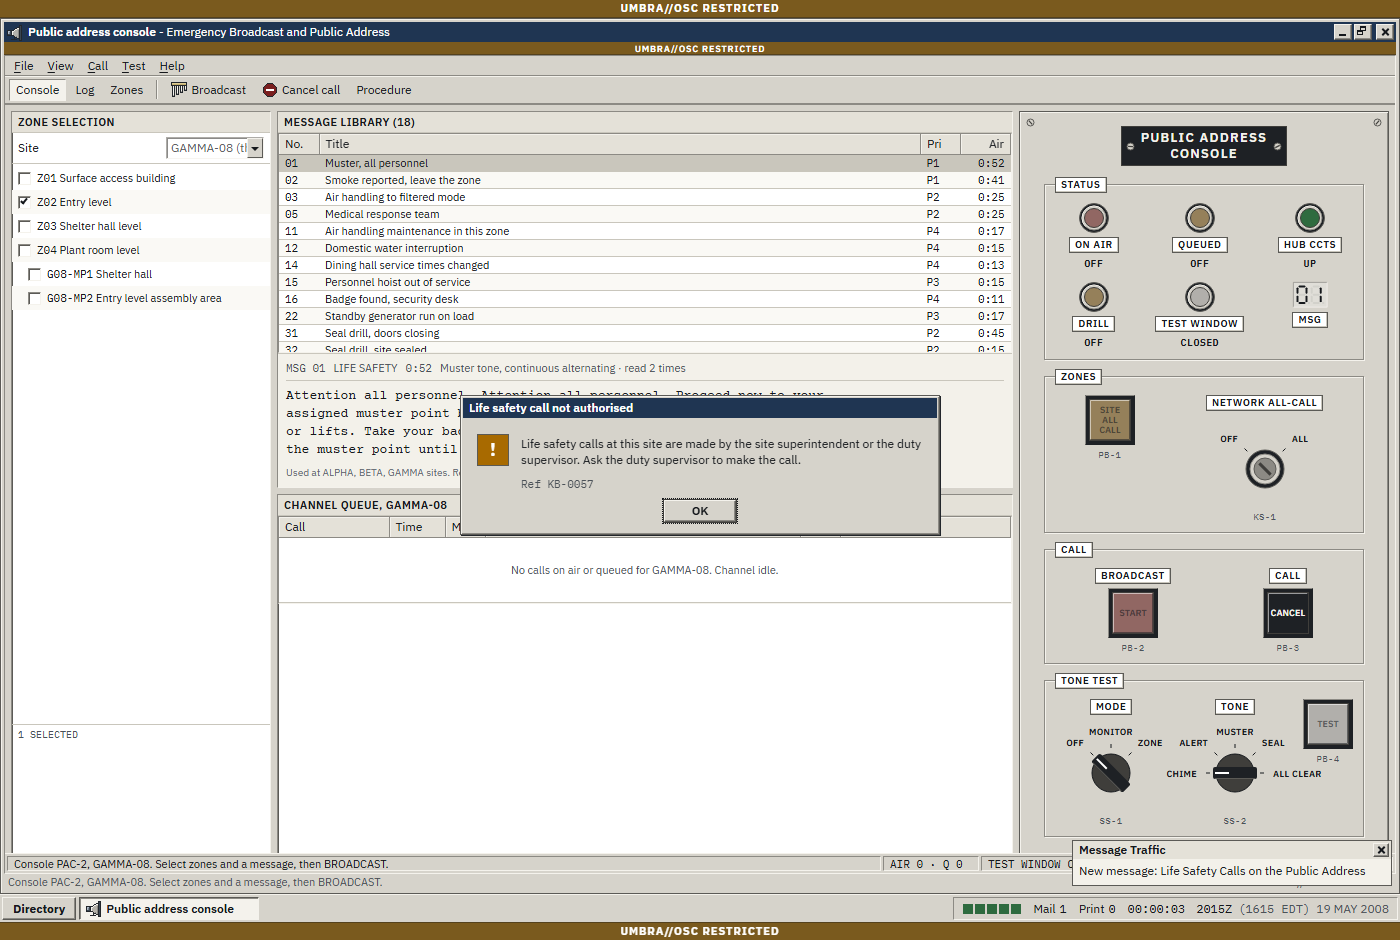 UMBRA//OSC RESTRICTED
Public address console - Emergency Broadcast and Public Address
UMBRA//OSC RESTRICTED
File View Call Test Help
Console Log Zones Broadcast Cancel call Procedure
ZONE SELECTION
Site GAMMA-08 (tl
Z01 Surface access building
Z02 Entry level
Z03 Shelter hall level
Z04 Plant room level
G08-MP1 Shelter hall
G08-MP2 Entry level assembly area
1 SELECTED
MESSAGE LIBRARY (18)
No. Title Pri Air
01 Muster, all personnel P1 0:52
02 Smoke reported, leave the zone P1 0:41
03 Air handling to filtered mode P2 0:25
05 Medical response team P2 0:25
11 Air handling maintenance in this zone P4 0:17
12 Domestic water interruption P4 0:15
14 Dining hall service times changed P4 0:13
15 Personnel hoist out of service P3 0:15
16 Badge found, security desk P4 0:11
22 Standby generator run on load P3 0:17
31 Seal drill, doors closing P2 0:45
32 Seal drill, site sealed P2 0:15
MSG 01 LIFE SAFETY 0:52 Muster tone, continuous alternating · read 2 times
Attention all personnel. Attention all personnel. Proceed now to your
assigned muster point
or lifts. Take your
the muster point until
Used at ALPHA, BETA, GAMMA sites.
Life safety call not authorised
!
Life safety calls at this site are made by the site superintendent or the duty
supervisor. Ask the duty supervisor to make the call.
Ref KB-0057
OK
CHANNEL QUEUE, GAMMA-08
Call Time M
No calls on air or queued for GAMMA-08. Channel idle.
PUBLIC ADDRESS
CONSOLE
STATUS
ON AIR QUEUED HUB CCTS
OFF OFF UP
01
DRILL TEST WINDOW MSG
OFF CLOSED
ZONES
SITE
ALL
CALL
PB-1
NETWORK ALL-CALL
OFF ALL
KS-1
CALL
BROADCAST CALL
START CANCEL
PB-2 PB-3
TONE TEST
MODE TONE
OFF MONITOR ZONE
CHIME ALERT MUSTER SEAL ALL CLEAR
TEST
PB-4
SS-1 SS-2
Console PAC-2, GAMMA-08. Select zones and a message, then BROADCAST. AIR 0 · Q 0 TEST WINDOW C
Console PAC-2, GAMMA-08. Select zones and a message, then BROADCAST.
Message Traffic
New message: Life Safety Calls on the Public Address
Directory Public address console Mail 1 Print 0 00:00:03 2015Z (1615 EDT) 19 MAY 2008
UMBRA//OSC RESTRICTED